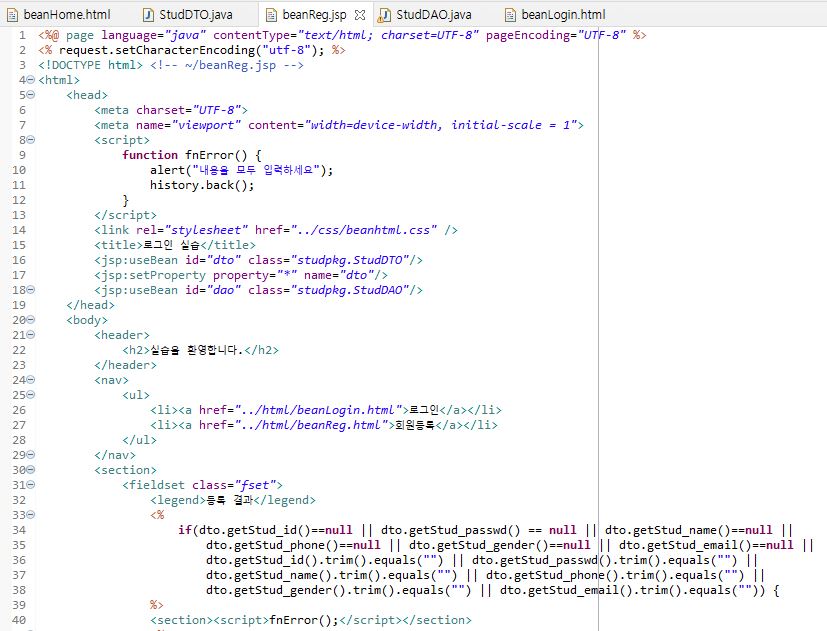 beanHome.html StudDTO.java beanReg.jsp StudDAO.java beanLogin.html
1 <%@ page language="java" contentType="text/html; charset=UTF-8" pageEncoding="UTF-8" %>
2 <% request.setCharacterEncoding("utf-8"); %>
3 <!DOCTYPE html> <!-- ~/beanReg.jsp -->
4 <html>
5 <head>
6 <meta charset="UTF-8">
7 <meta name="viewport" content="width=device-width, initial-scale = 1">
8 <script>
9 function fnError() {
10 alert("내용을 모두 입력하세요");
11 history.back();
12 }
13 </script>
14 <link rel="stylesheet" href="../css/beanhtml.css" />
15 <title>로그인 실습</title>
16 <jsp:useBean id="dto" class="studpkg.StudDTO"/>
17 <jsp:setProperty property="*" name="dto"/>
18 <jsp:useBean id="dao" class="studpkg.StudDAO"/>
19 </head>
20 <body>
21 <header>
22 <h2>실습을 환영합니다.</h2>
23 </header>
24 <nav>
25 <ul>
26 <li><a href="../html/beanLogin.html">로그인</a></li>
27 <li><a href="../html/beanReg.html">회원등록</a></li>
28 </ul>
29 </nav>
30 <section>
31 <fieldset class="fset">
32 <legend>등록 결과</legend>
33 <%
34 if(dto.getStud_id()==null || dto.getStud_passwd() == null || dto.getStud_name()==null ||
35 dto.getStud_phone()==null || dto.getStud_gender()==null || dto.getStud_email()==null ||
36 dto.getStud_id().trim().equals("") || dto.getStud_passwd().trim().equals("") ||
37 dto.getStud_name().trim().equals("") || dto.getStud_phone().trim().equals("") ||
38 dto.getStud_gender().trim().equals("") || dto.getStud_email().trim().equals("")) {
39 %>
40 <section><script>fnError();</script></section>